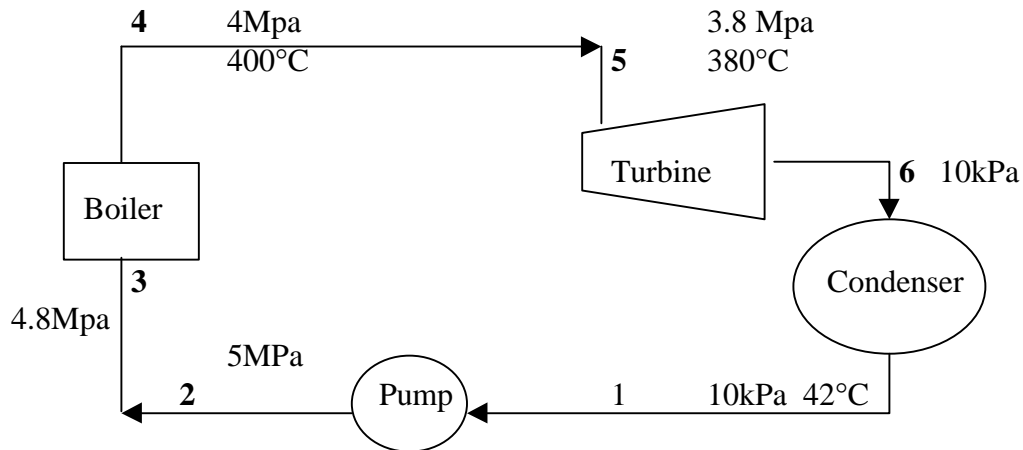 4 4Mpa 3.8 Mpa
400°C 5 380°C
Turbine
6 10kPa
Boiler
3
Condenser
4.8Mpa
5MPa
2 Pump 1 10kPa 42°C